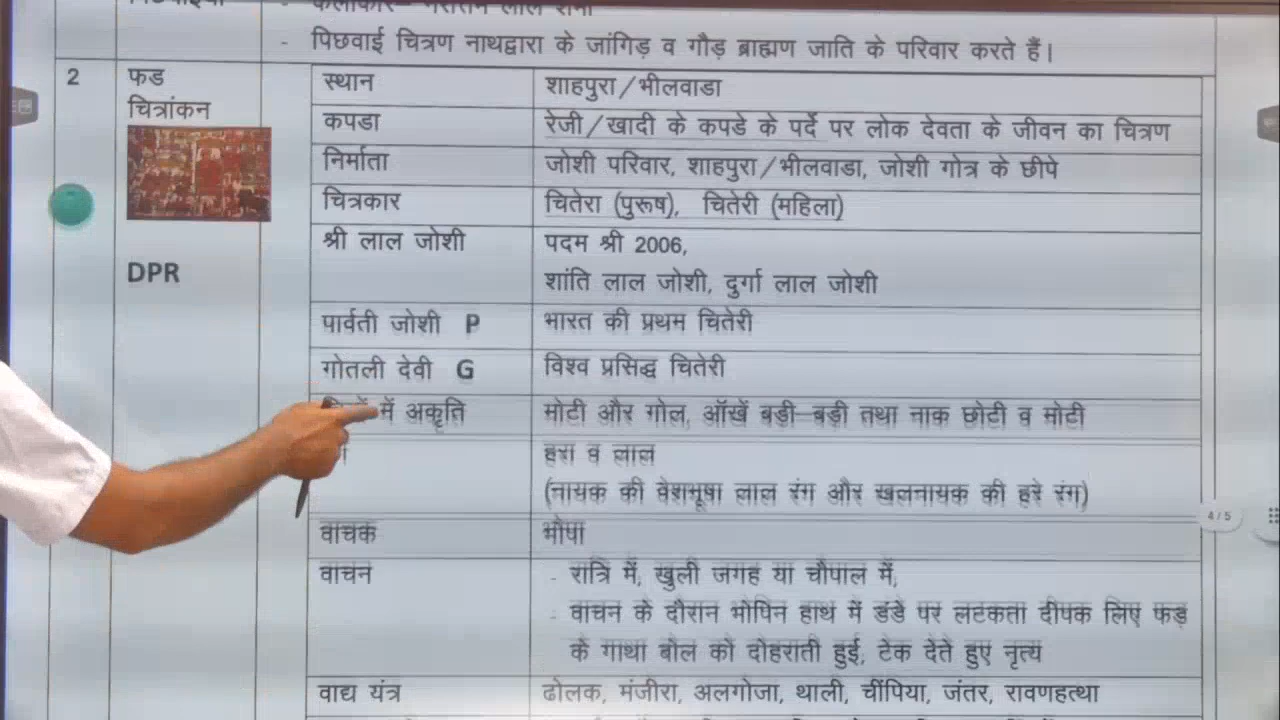 पिछवाई चित्रण नाथद्वारा के जांगिड़ व गौड़ ब्राह्मण जाति के परिवार करते हैं।
2 फड चित्रांकन
DPR
स्थान शाहपुरा/भीलवाडा
कपडा रेजी/खादी के कपडे के पर्दे पर लोक देवता के जीवन का चित्रण
निर्माता जोशी परिवार, शाहपुरा/भीलवाडा, जोशी गोत्र के छीपे
चित्रकार चितेरा (पुरूष), चितेरी (महिला)
श्री लाल जोशी पदम श्री 2006,
शांति लाल जोशी, दुर्गा लाल जोशी
पार्वती जोशी P भारत की प्रथम चितेरी
गोतली देवी G विश्व प्रसिद्ध चितेरी
में अकृति मोटी और गोल, ऑखें बडी बडी तथा नाक छोटी व मोटी
हरा व लाल
(नायक की वेशभूषा लाल रंग और खलनायक की हरे रंग)
वाचक भोपा
वाचन - रात्रि में, खुली जगह या चौपाल में,
- वाचन के दौरान भोपिन हाथ में डंडे पर लटकता दीपक लिए फड़
के गाथा बोल को दोहराती हुई, टेक देते हुए नृत्य
वाद्य यंत्र ढोलक, मंजीरा, अलगोजा, थाली, चींपिया, जंतर, रावणहत्था
4/5